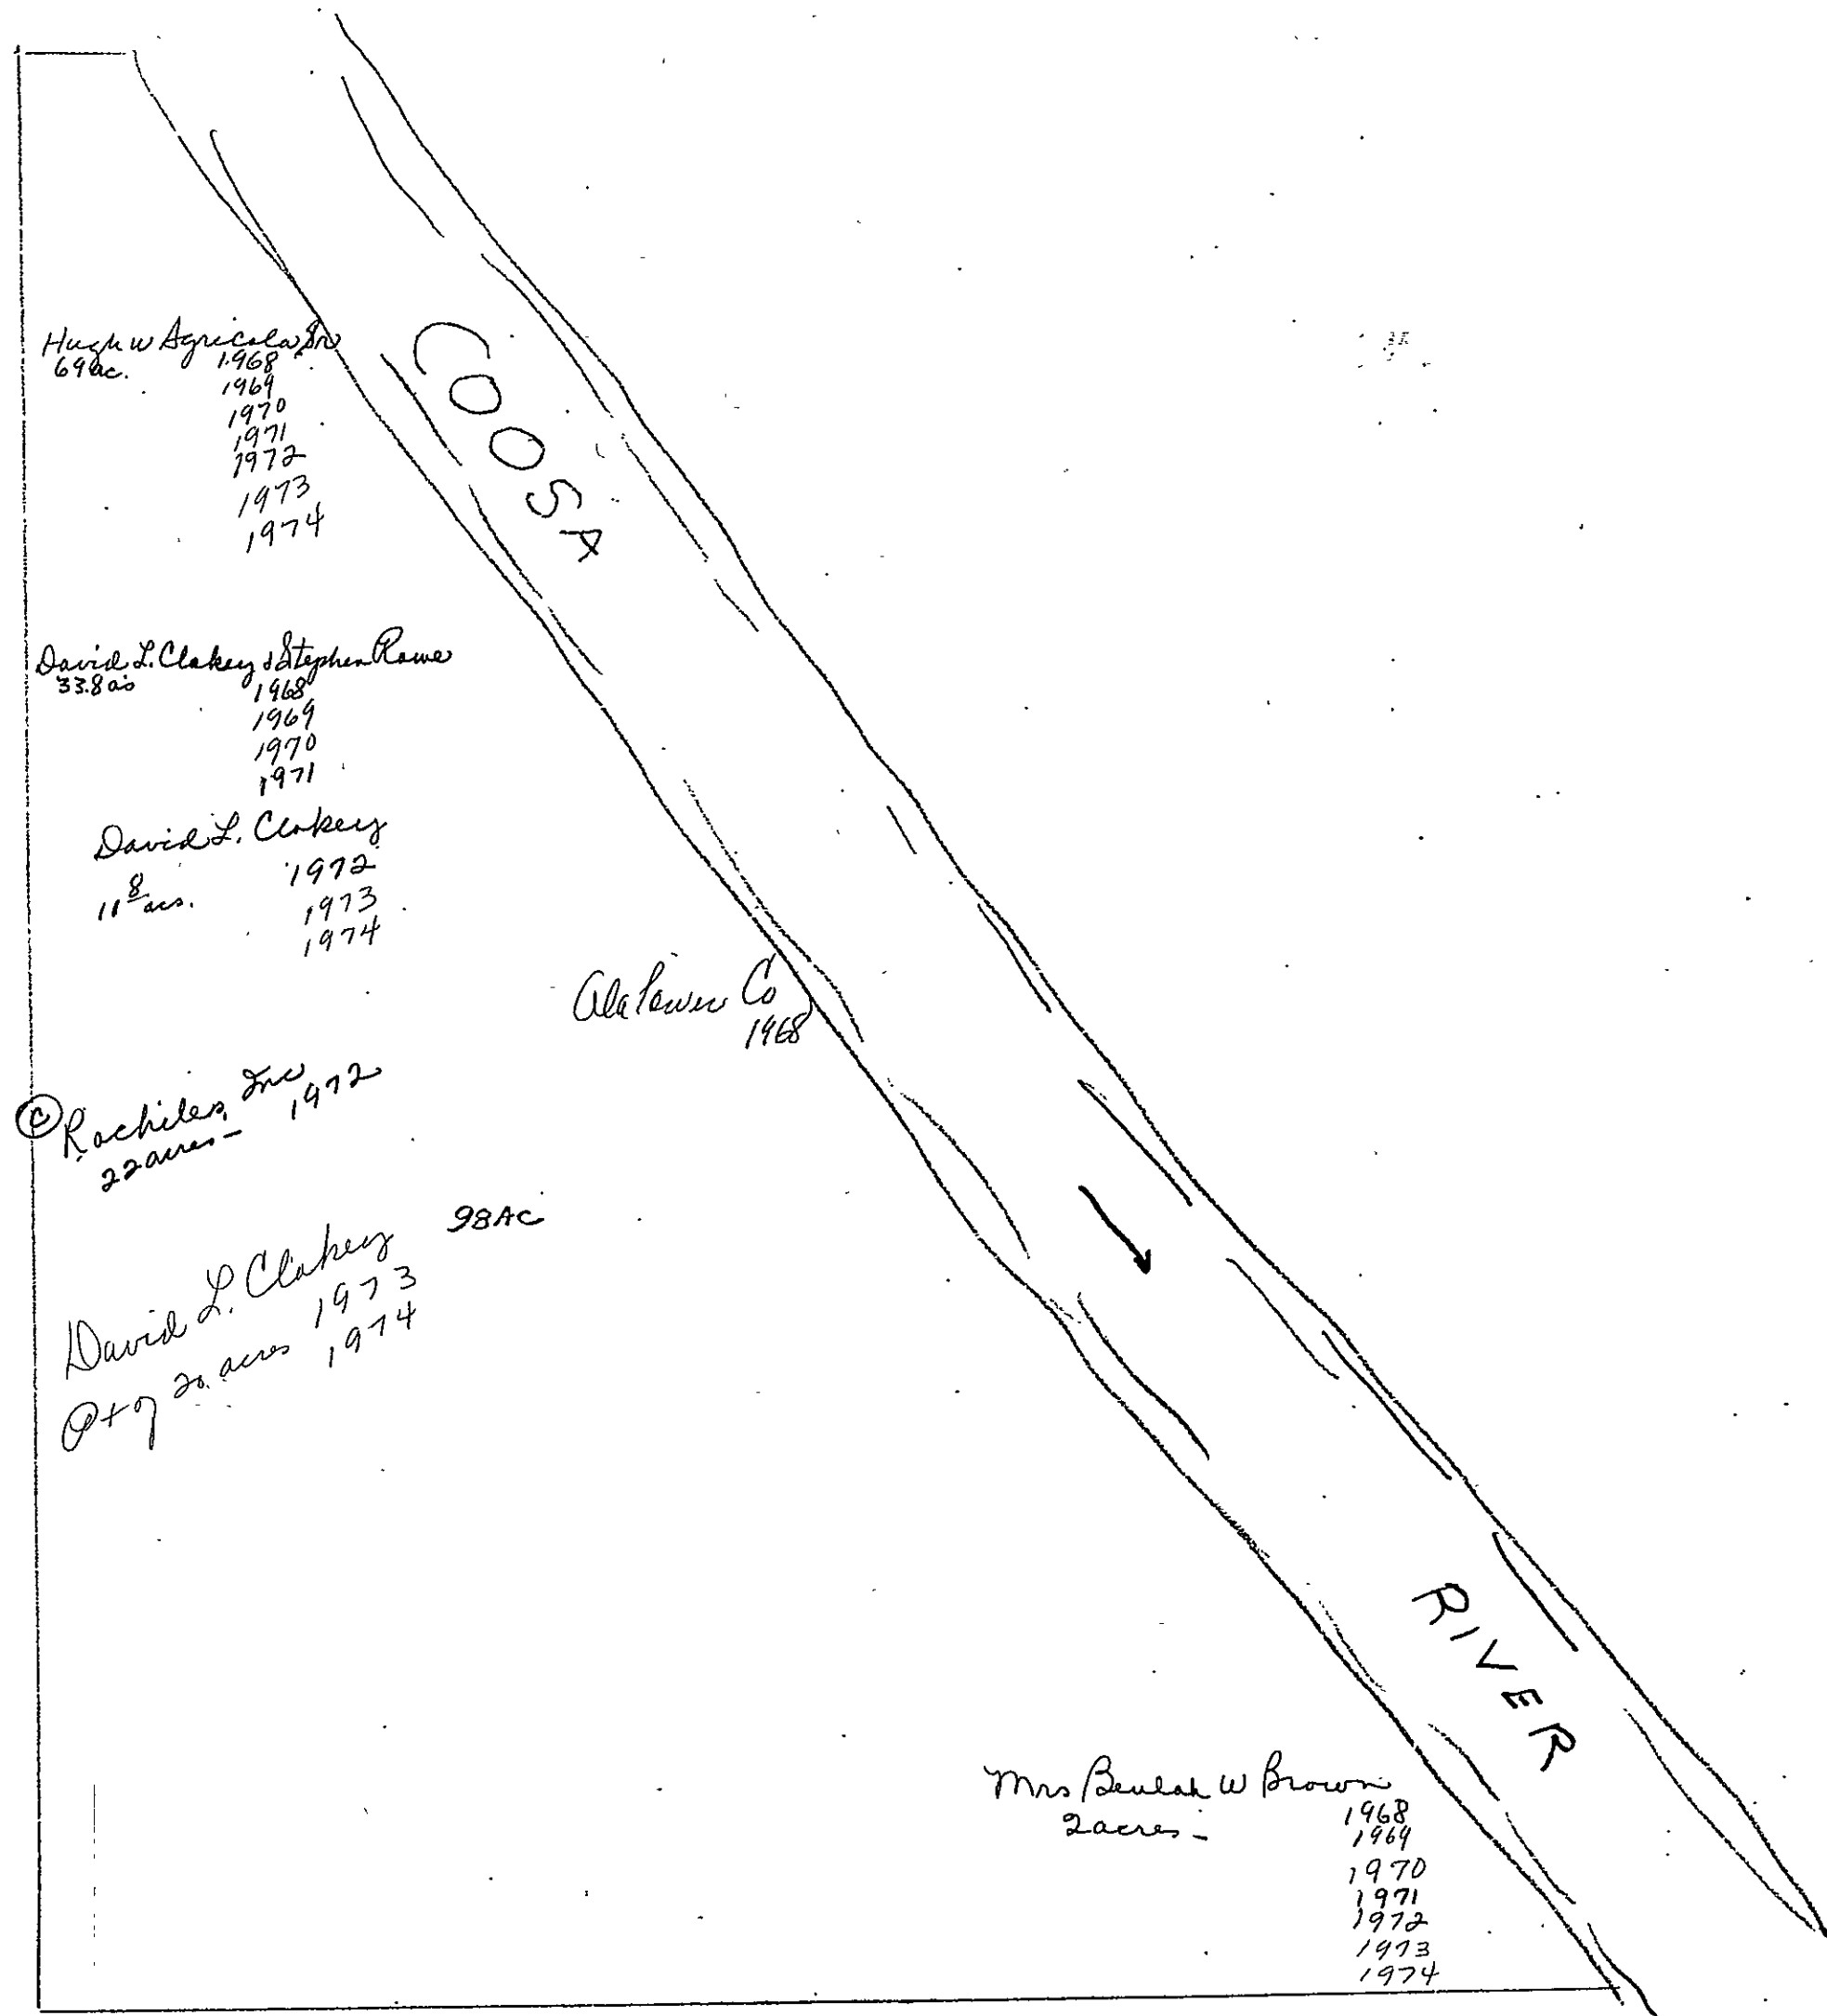 COOSA
Hugh W Agricola Sr
69 ac. 1968
1969
1970
1971
1972
1973
1974
David L. Clakey & Stephen Rowe
33.8 as
1968
1969
1970
1971
David L. Clakey
11 8 acs. 1972
1973
1974
Ala Power Co
1968
© Rochiles, Inc
22 acres - 1972
98 AC
David L. Clakey
Pt of 20 acres 1973
1974
RIVER
Mrs Beulah W Brown
2 acres - 1968
1969
1970
1971
1972
1973
1974